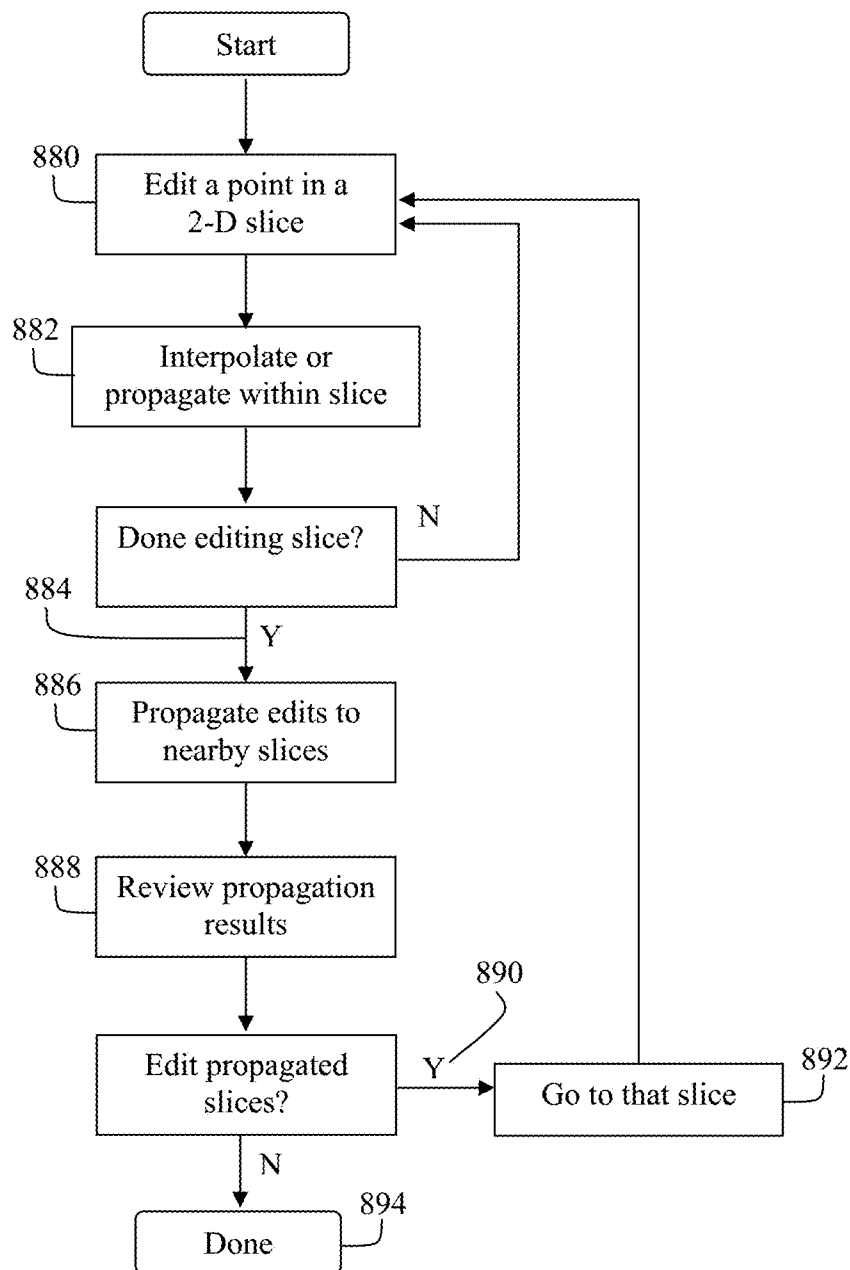 Start
880
Edit a point in a
2-D slice
882
Interpolate or
propagate within slice
Done editing slice?
N
884
Y
886
Propagate edits to
nearby slices
888
Review propagation
results
890
Edit propagated
slices?
Y
Go to that slice
892
N
Done
894